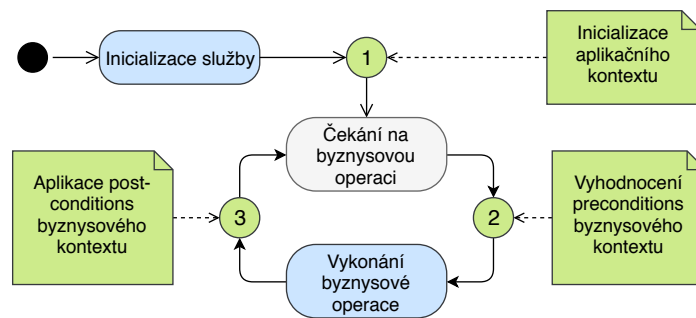 Inicializace služby
1
Inicializace
aplikačního
kontextu
Čekání na
byznysovou
operaci
Aplikace post-
conditions
byznysového
kontextu
3
2
Vyhodnocení
preconditions
byznysového
kontextu
Vykonání
byznysové
operace